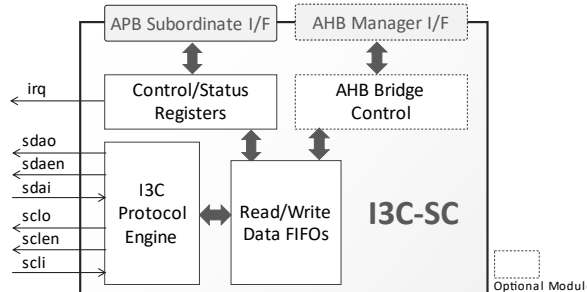 APB Subordinate I/F
AHB Manager I/F
irq
Control/Status
Registers
AHB Bridge
Control
sdao
sdaen
sdai
sclo
sclen
scli
I3C
Protocol
Engine
Read/Write
Data FIFOs
I3C-SC
Optional Modul